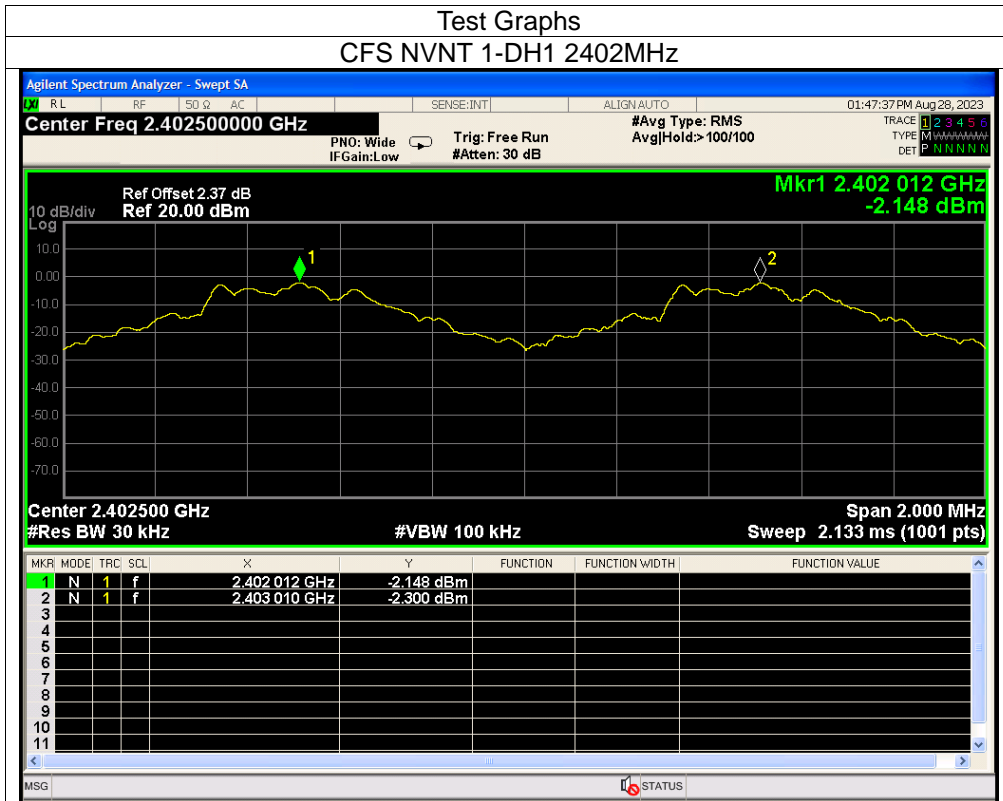 Test Graphs
CFS NVNT 1-DH1 2402MHz
Agilent Spectrum Analyzer - Swept SA
LXI RL RF 50 Ω AC SENSE:INT ALIGN AUTO 01:47:37 PM Aug 28, 2023
Center Freq 2.402500000 GHz #Avg Type: RMS TRACE 1 2 3 4 5 6
PNO: Wide Trig: Free Run Avg|Hold:>100/100 TYPE MWWWWW
IFGain:Low #Atten: 30 dB DET P N N N N N
Mkr1 2.402 012 GHz
Ref Offset 2.37 dB
10 dB/div Ref 20.00 dBm -2.148 dBm
Log
10.0
1
2
0.00
-10.0
-20.0
-30.0
-40.0
-50.0
-60.0
-70.0
Center 2.402500 GHz Span 2.000 MHz
#Res BW 30 kHz #VBW 100 kHz Sweep 2.133 ms (1001 pts)
MKR MODE TRC SCL X Y FUNCTION FUNCTION WIDTH FUNCTION VALUE
1 N 1 f 2.402 012 GHz -2.148 dBm
2 N 1 f 2.403 010 GHz -2.300 dBm
3
4
5
6
7
8
9
10
11
MSG STATUS